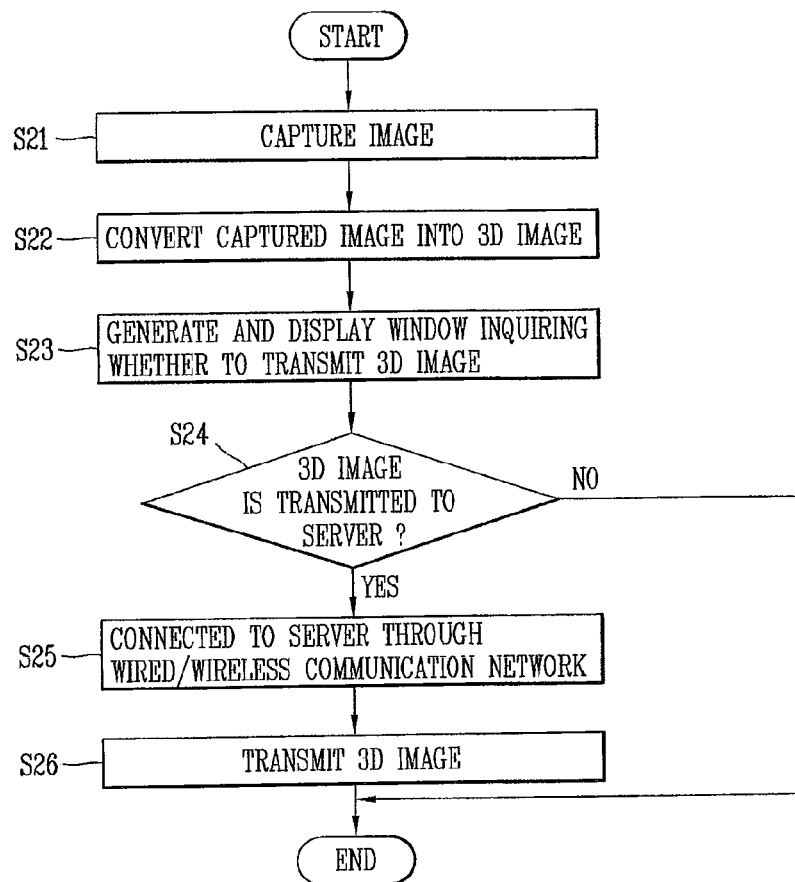 START
S21
CAPTURE IMAGE
S22
CONVERT CAPTURED IMAGE INTO 3D IMAGE
S23
GENERATE AND DISPLAY WINDOW INQUIRING
WHETHER TO TRANSMIT 3D IMAGE
S24
3D IMAGE
IS TRANSMITTED TO
SERVER ?
NO
YES
S25
CONNECTED TO SERVER THROUGH
WIRED/WIRELESS COMMUNICATION NETWORK
S26
TRANSMIT 3D IMAGE
END